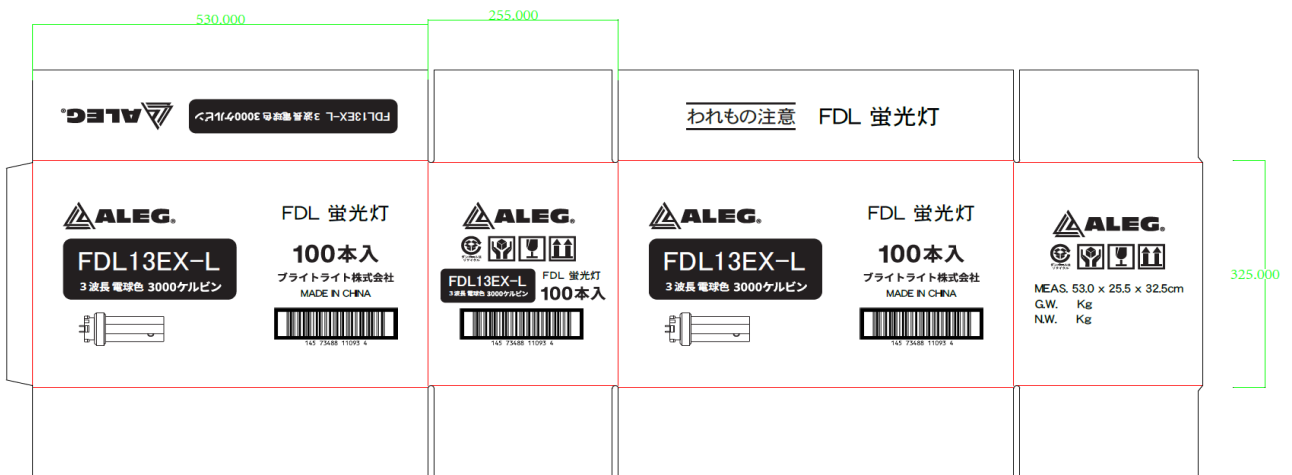 530.000
255.000
ALEG®
FDL13EX-L 3波長電球色 3000ケルビン
われもの注意 FDL 蛍光灯
ALEG®
FDL13EX-L
3波長電球色 3000ケルビン
FDL 蛍光灯
100本入
ブライトライト株式会社
MADE IN CHINA
145 73488 11093 4
ALEG®
FDL13EX-L
3波長電球色 3000ケルビン
FDL 蛍光灯
100本入
145 73488 11093 4
ALEG®
FDL13EX-L
3波長電球色 3000ケルビン
FDL 蛍光灯
100本入
ブライトライト株式会社
MADE IN CHINA
145 73488 11093 4
ALEG®
MEAS. 53.0 x 25.5 x 32.5cm
G.W. Kg
N.W. Kg
325.000